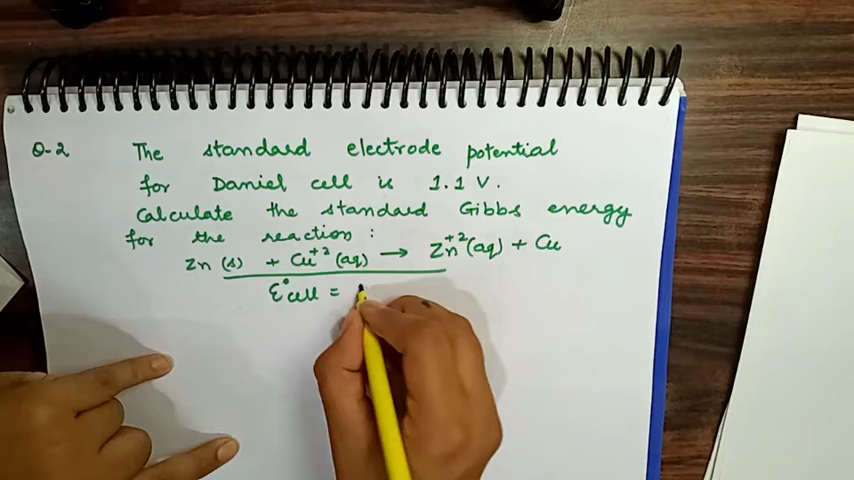 Q-2 The standard electrode potential
for Daniel cell is 1.1 V.
Calculate the standard Gibbs energy
for the reaction :
Zn (s) + Cu⁺² (aq) → Zn⁺² (aq) + Cu
E°cell =